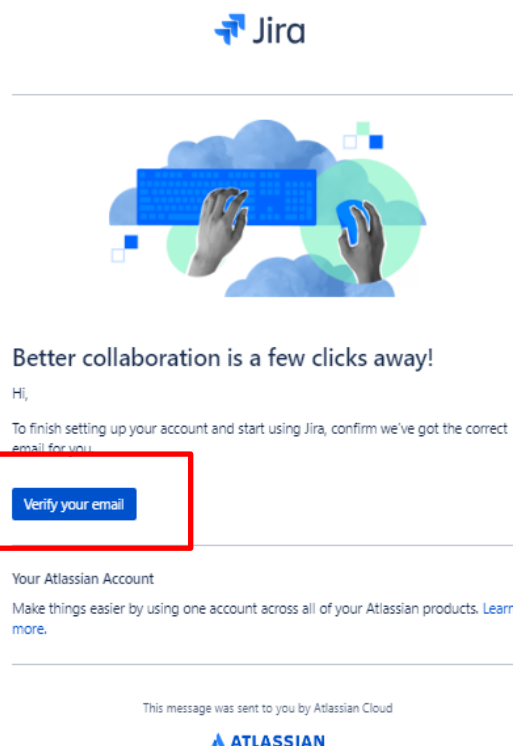 Jira
Better collaboration is a few clicks away!
Hi,
To finish setting up your account and start using Jira, confirm we've got the correct
email for you.
Verify your email
Your Atlassian Account
Make things easier by using one account across all of your Atlassian products. Learn
more.
This message was sent to you by Atlassian Cloud
ATLASSIAN